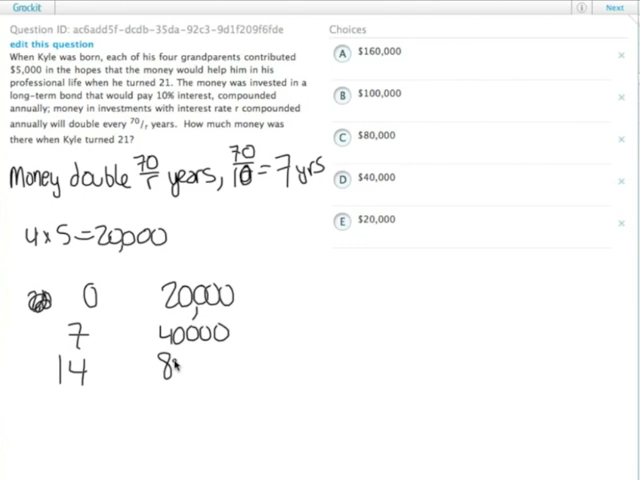 Grockit
Next
Question ID: ac6add5f-dcdb-35da-92c3-9d1f209f6fde
edit this question
When Kyle was born, each of his four grandparents contributed
$5,000 in the hopes that the money would help him in his
professional life when he turned 21. The money was invested in a
long-term bond that would pay 10% interest, compounded
annually; money in investments with interest rate r compounded
annually will double every 70/r years. How much money was
there when Kyle turned 21?
Money double 70/r years, 70/10 = 7 yrs
4 x 5 = 20,000
0 20,000
7 40000
14 8
Choices
A $160,000
B $100,000
C $80,000
D $40,000
E $20,000